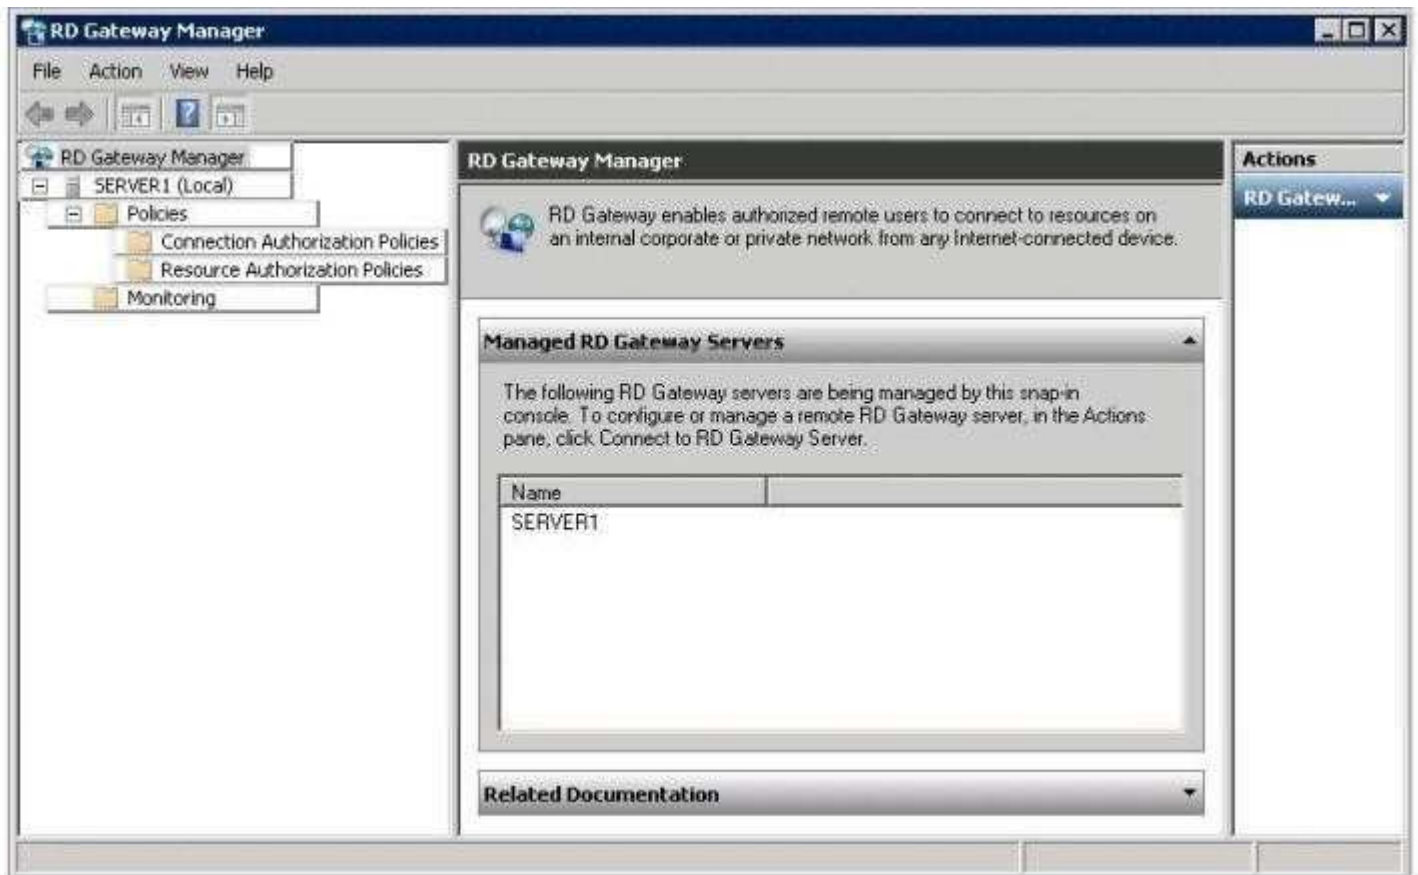 RD Gateway Manager
File Action View Help
RD Gateway Manager
SERVER1 (Local)
Policies
Connection Authorization Policies
Resource Authorization Policies
Monitoring
RD Gateway Manager
RD Gateway enables authorized remote users to connect to resources on
an internal corporate or private network from any Internet-connected device.
Managed RD Gateway Servers
The following RD Gateway servers are being managed by this snap-in
console. To configure or manage a remote RD Gateway server, in the Actions
pane, click Connect to RD Gateway Server.
Name
SERVER1
Related Documentation
Actions
RD Gatew...